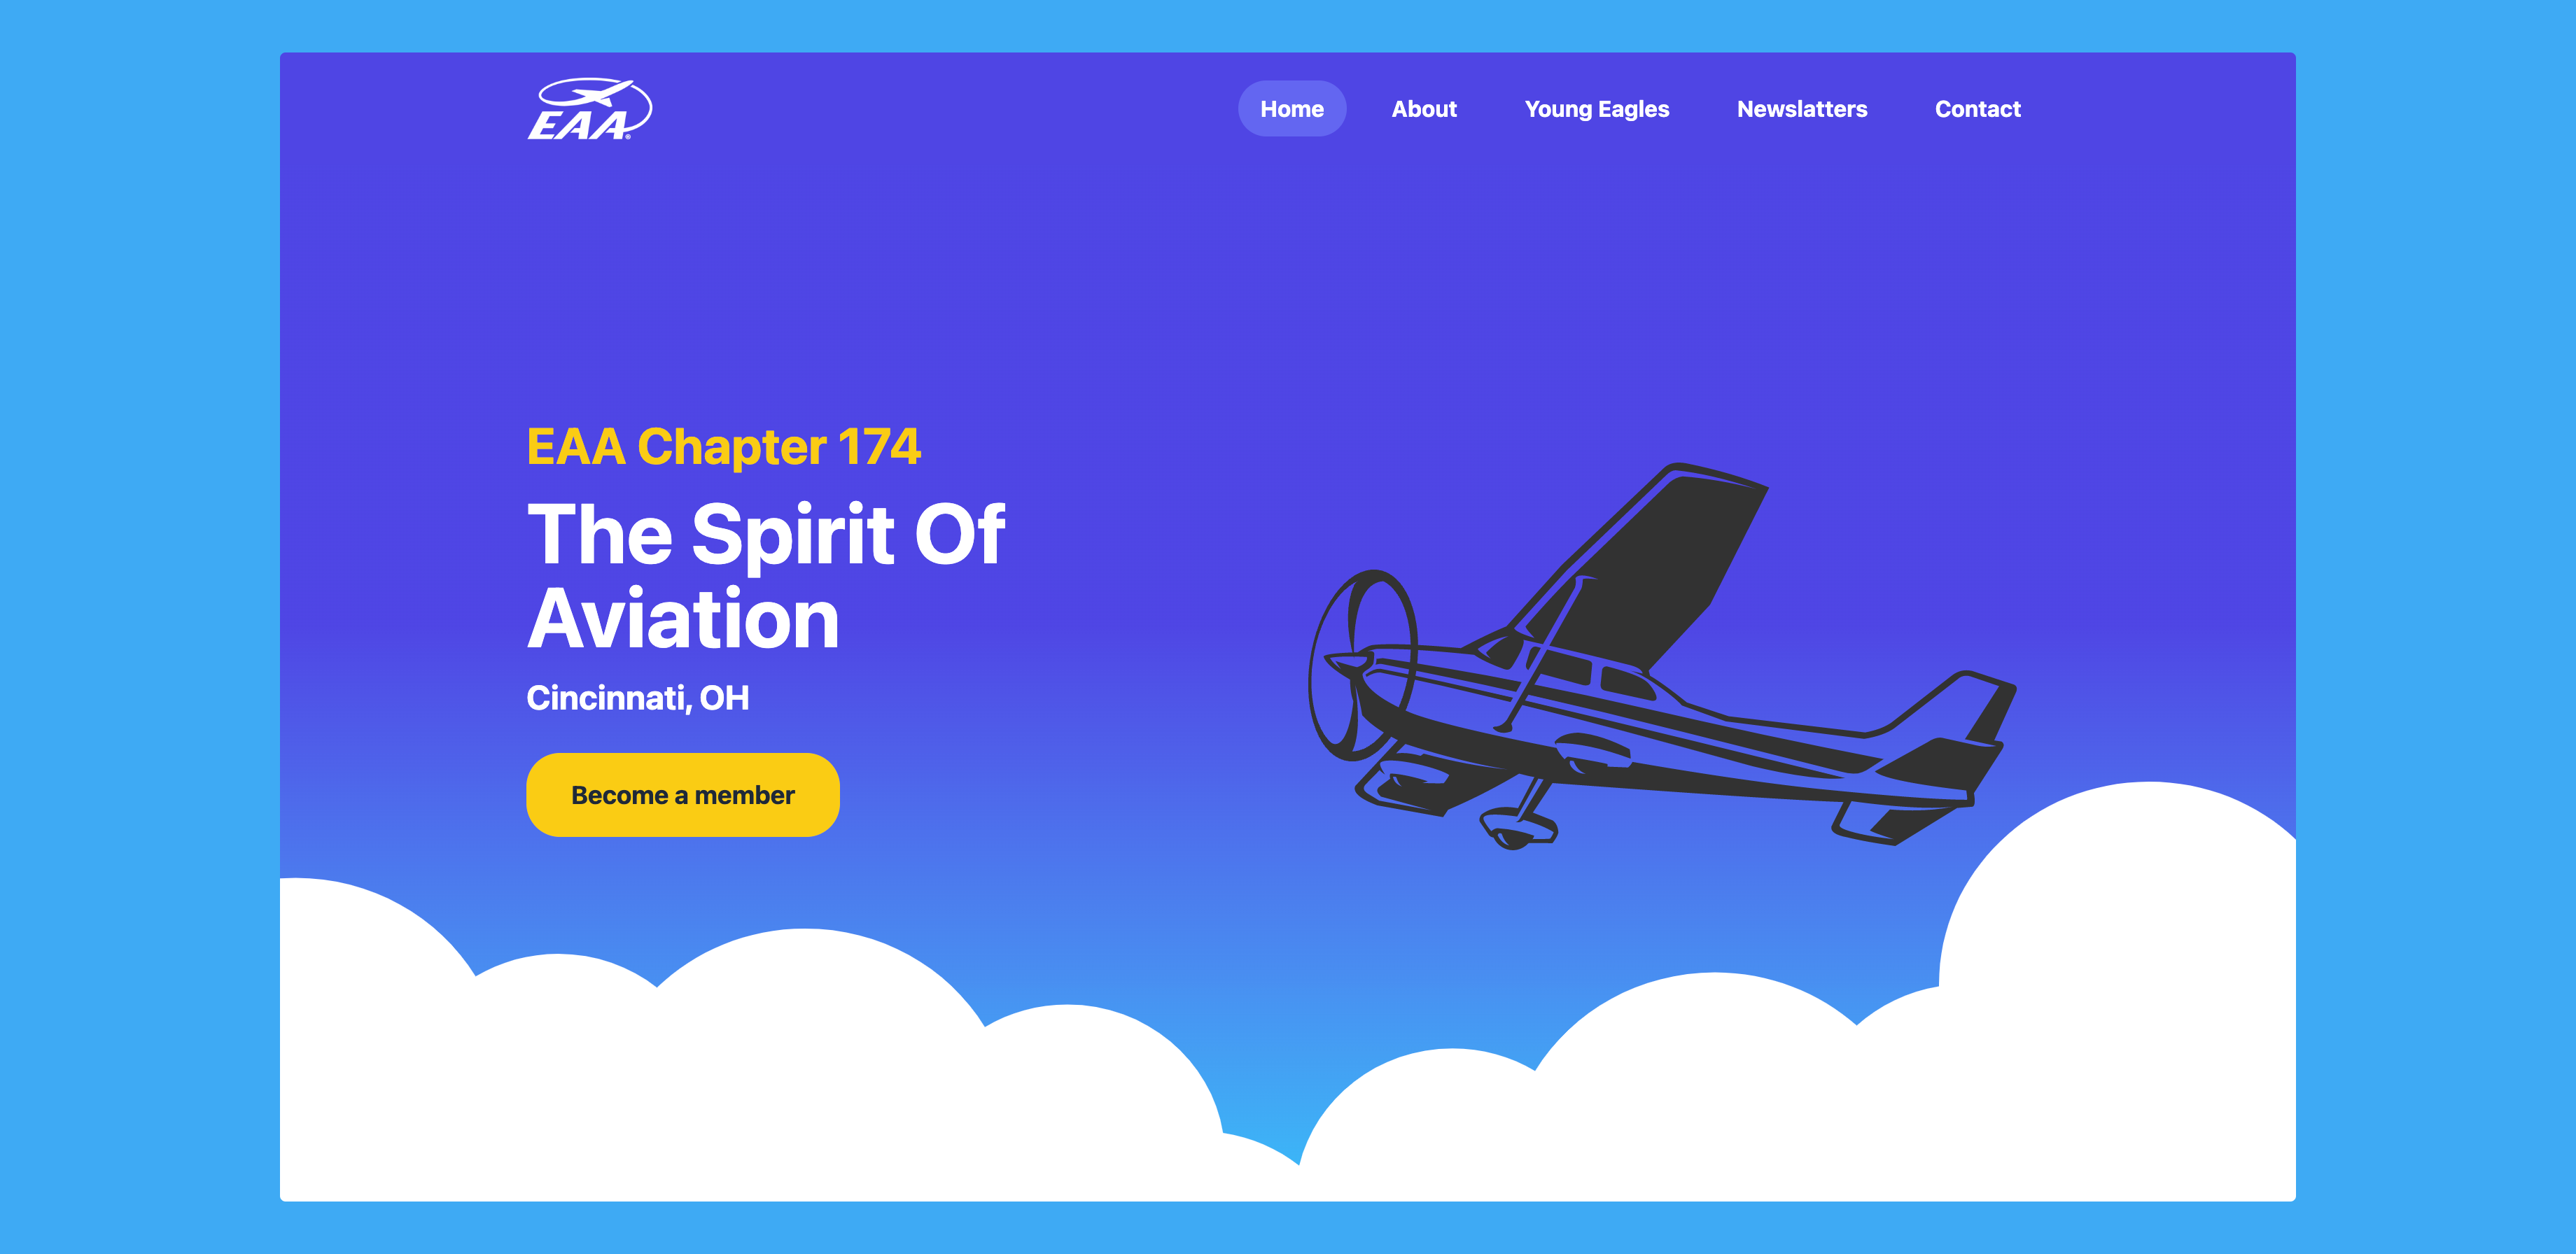 EAA®
Home About Young Eagles Newslatters Contact
EAA Chapter 174
The Spirit Of
Aviation
Cincinnati, OH
Become a member